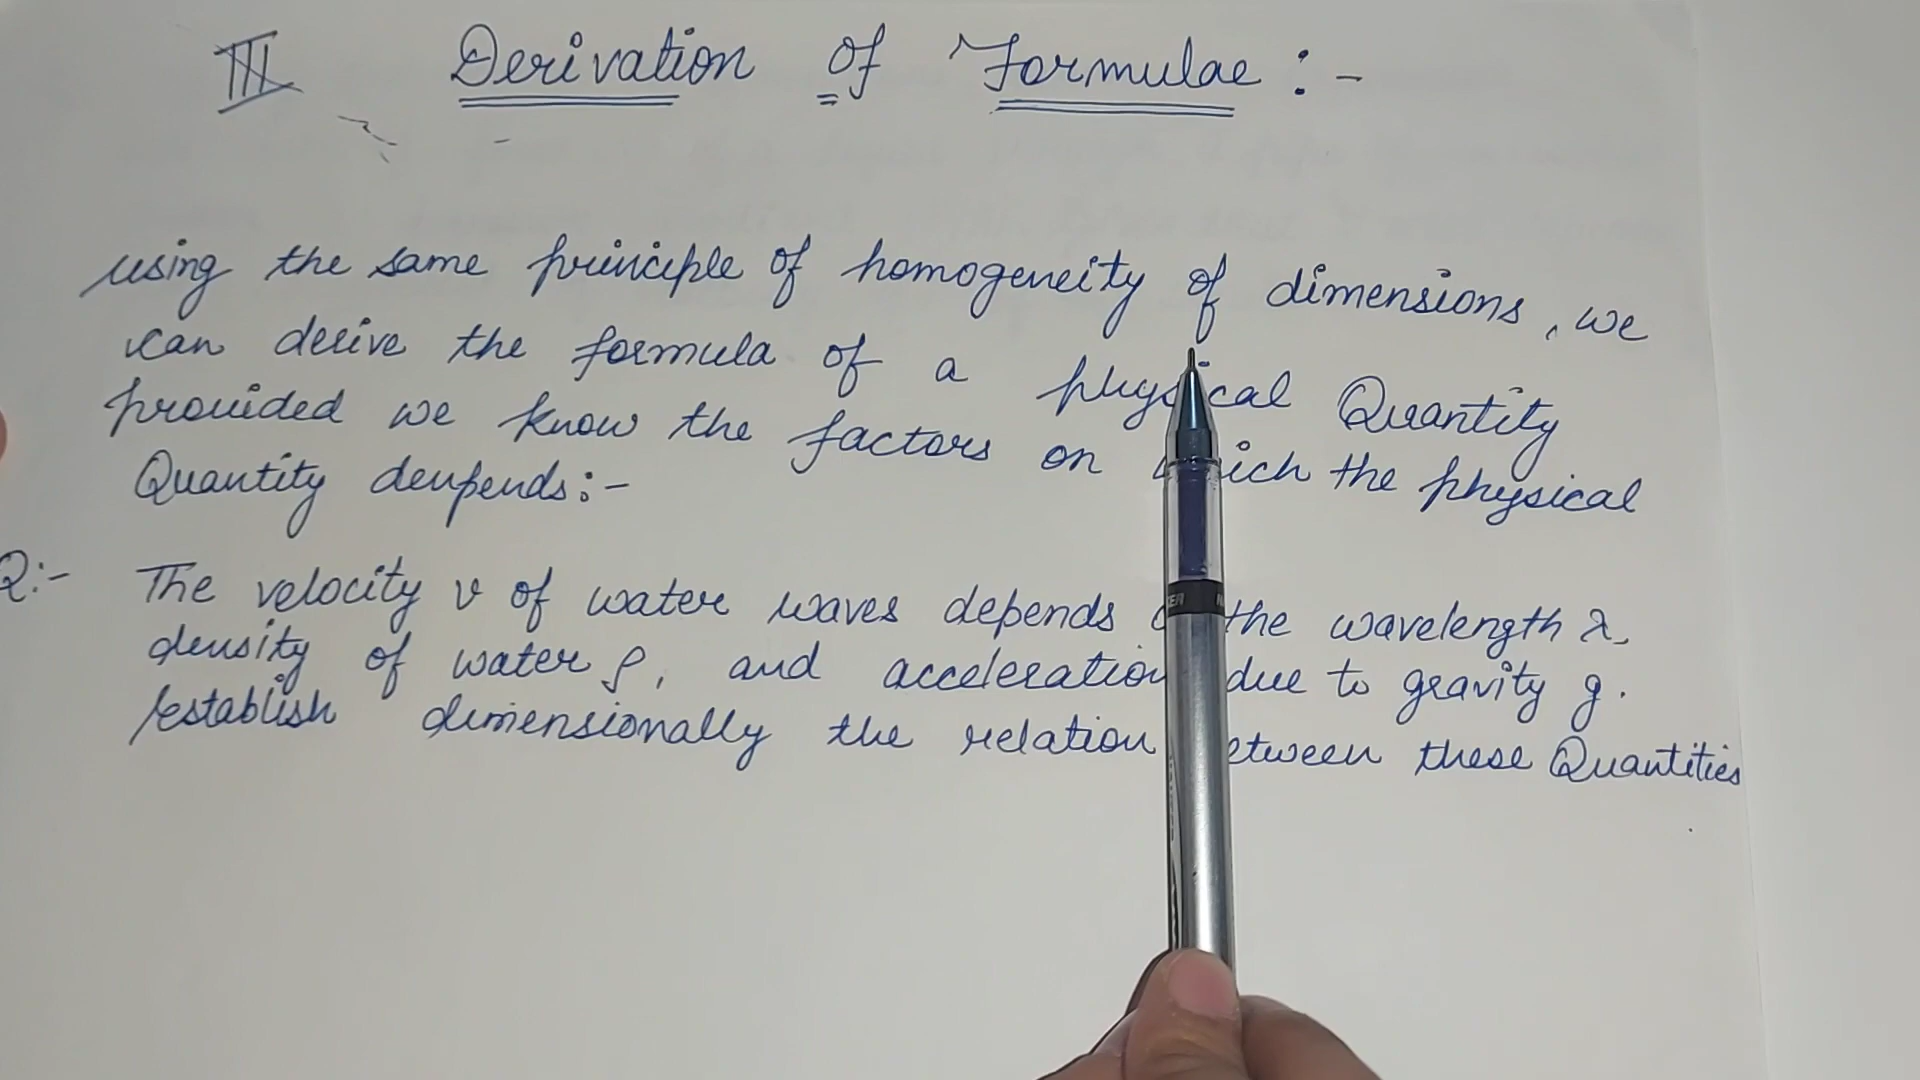 III Derivation of Formulae :-
using the same principle of homogeneity of dimensions, we
can derive the formula of a physical Quantity
provided we know the factors on which the physical
Quantity deupends:-
Q:- The velocity v of water waves depends the wavelength λ,
density of water ρ, and acceleration due to gravity g.
Establish dimensionally the relation between these Quantities